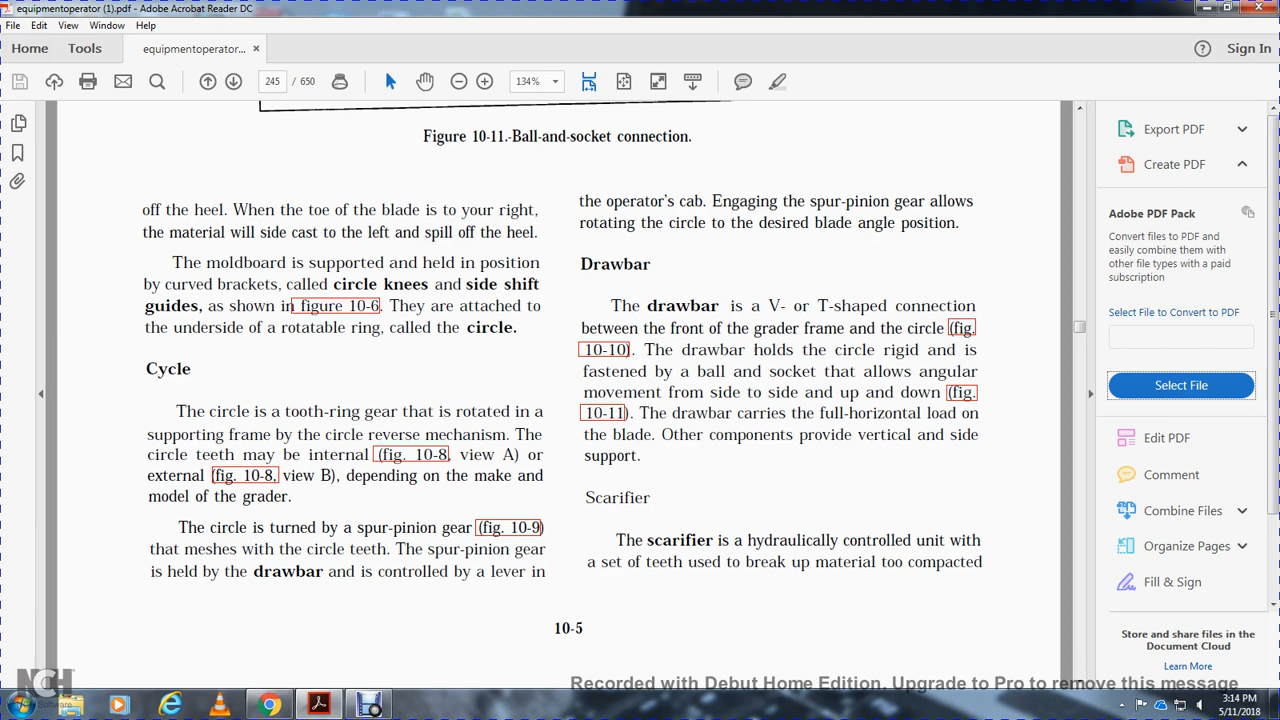 equipmentoperator (1).pdf - Adobe Acrobat Reader DC
File Edit View Window Help
Home Tools equipmentoperator... × Sign In
245 / 650 134%
Figure 10-11.-Ball-and-socket connection.
off the heel. When the toe of the blade is to your right,
the material will side cast to the left and spill off the heel.
The moldboard is supported and held in position
by curved brackets, called circle knees and side shift
guides, as shown in figure 10-6. They are attached to
the underside of a rotatable ring, called the circle.
Cycle
The circle is a tooth-ring gear that is rotated in a
supporting frame by the circle reverse mechanism. The
circle teeth may be internal (fig. 10-8, view A) or
external (fig. 10-8, view B), depending on the make and
model of the grader.
The circle is turned by a spur-pinion gear (fig. 10-9)
that meshes with the circle teeth. The spur-pinion gear
is held by the drawbar and is controlled by a lever in
the operator's cab. Engaging the spur-pinion gear allows
rotating the circle to the desired blade angle position.
Drawbar
The drawbar is a V- or T-shaped connection
between the front of the grader frame and the circle (fig.
10-10). The drawbar holds the circle rigid and is
fastened by a ball and socket that allows angular
movement from side to side and up and down (fig.
10-11). The drawbar carries the full-horizontal load on
the blade. Other components provide vertical and side
support.
Scarifier
The scarifier is a hydraulically controlled unit with
a set of teeth used to break up material too compacted
10-5
Export PDF
Create PDF
Adobe PDF Pack
Convert files to PDF and
easily combine them with
other file types with a paid
subscription
Select File to Convert to PDF
Select File
Edit PDF
Comment
Combine Files
Organize Pages
Fill & Sign
Store and share files in the
Document Cloud
Learn More
NCH
Software
Recorded with Debut Home Edition. Upgrade to Pro to remove this message
3:14 PM
5/11/2018